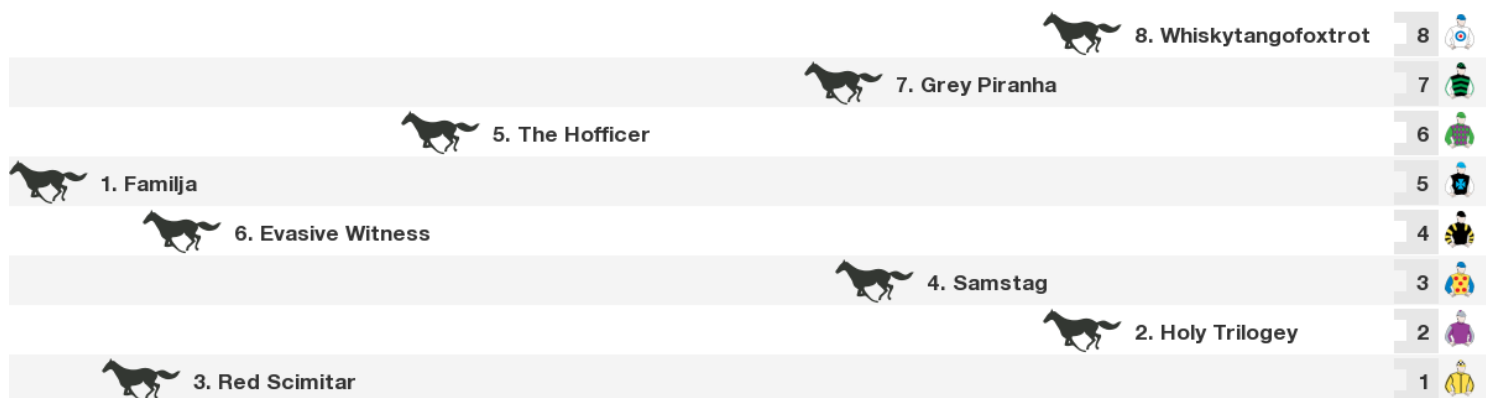 8. Whiskytangofoxtrot 8
7. Grey Piranha 7
5. The Hofficer 6
1. Familja 5
6. Evasive Witness 4
4. Samstag 3
2. Holy Trilogey 2
3. Red Scimitar 1